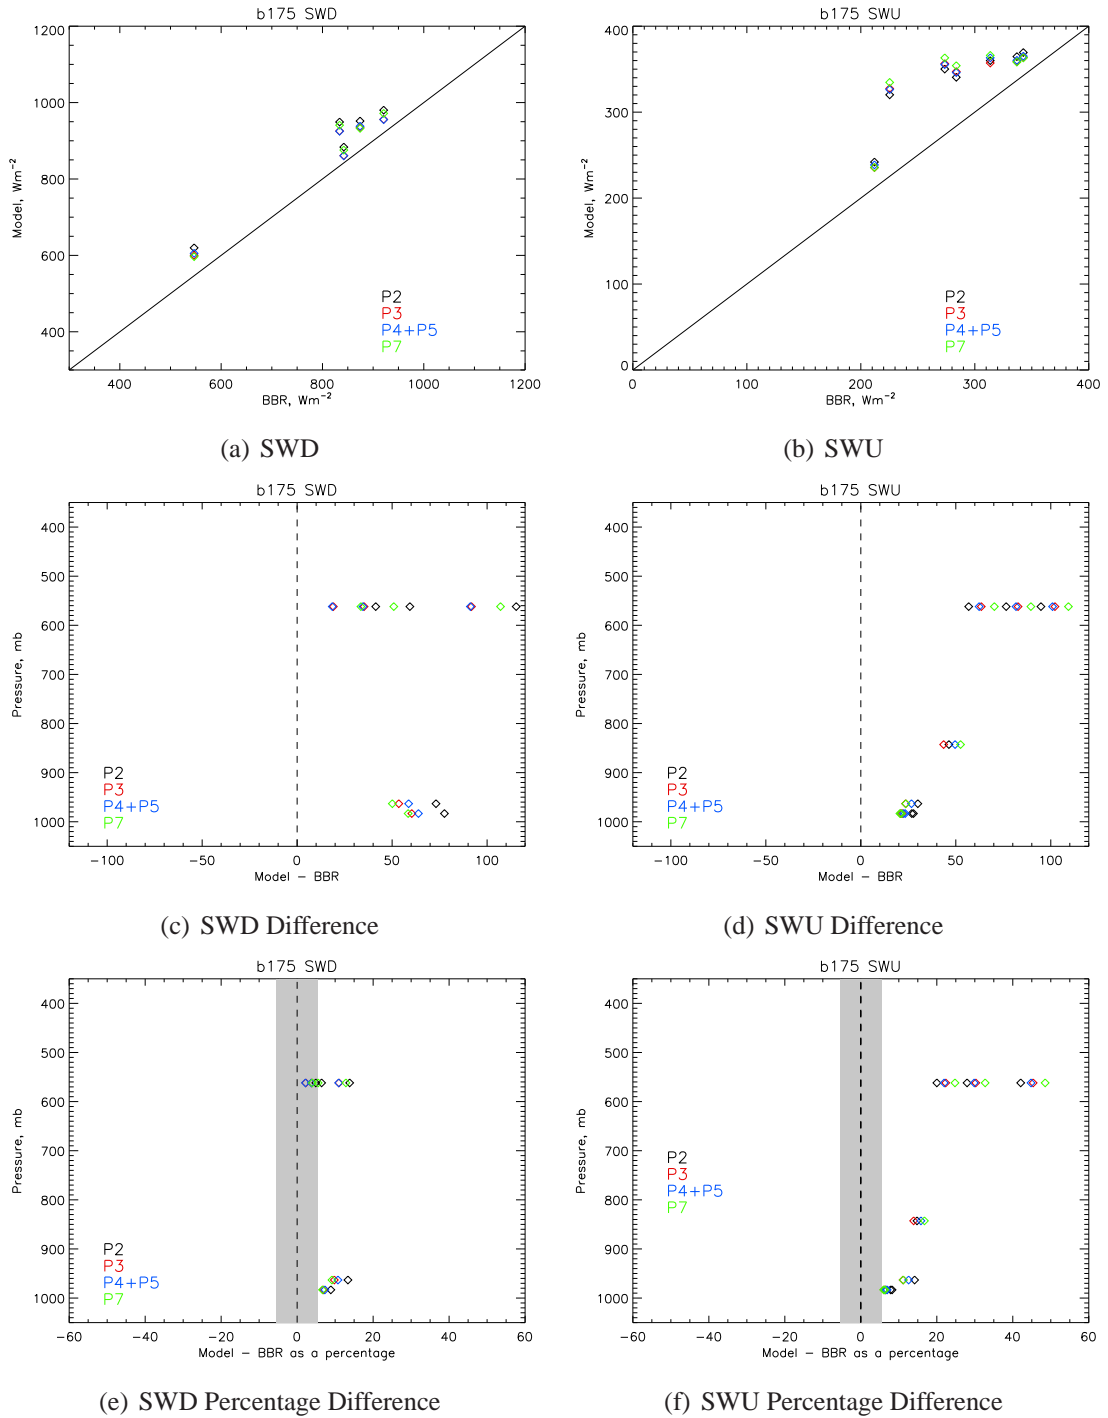 b175 SWD
1200
1000
800
600
400
Model, Wm⁻²
P2
P3
P4+P5
P7
400 600 800 1000 1200
BBR, Wm⁻²
(a) SWD
b175 SWU
400
300
200
100
0
Model, Wm⁻²
P2
P3
P4+P5
P7
0 100 200 300 400
BBR, Wm⁻²
(b) SWU
b175 SWD
400
500
600
700
800
900
1000
Pressure, mb
P2
P3
P4+P5
P7
−100 −50 0 50 100
Model − BBR
(c) SWD Difference
b175 SWU
400
500
600
700
800
900
1000
Pressure, mb
P2
P3
P4+P5
P7
−100 −50 0 50 100
Model − BBR
(d) SWU Difference
b175 SWD
400
500
600
700
800
900
1000
Pressure, mb
P2
P3
P4+P5
P7
−60 −40 −20 0 20 40 60
Model − BBR as a percentage
(e) SWD Percentage Difference
b175 SWU
400
500
600
700
800
900
1000
Pressure, mb
P2
P3
P4+P5
P7
−60 −40 −20 0 20 40 60
Model − BBR as a percentage
(f) SWU Percentage Difference